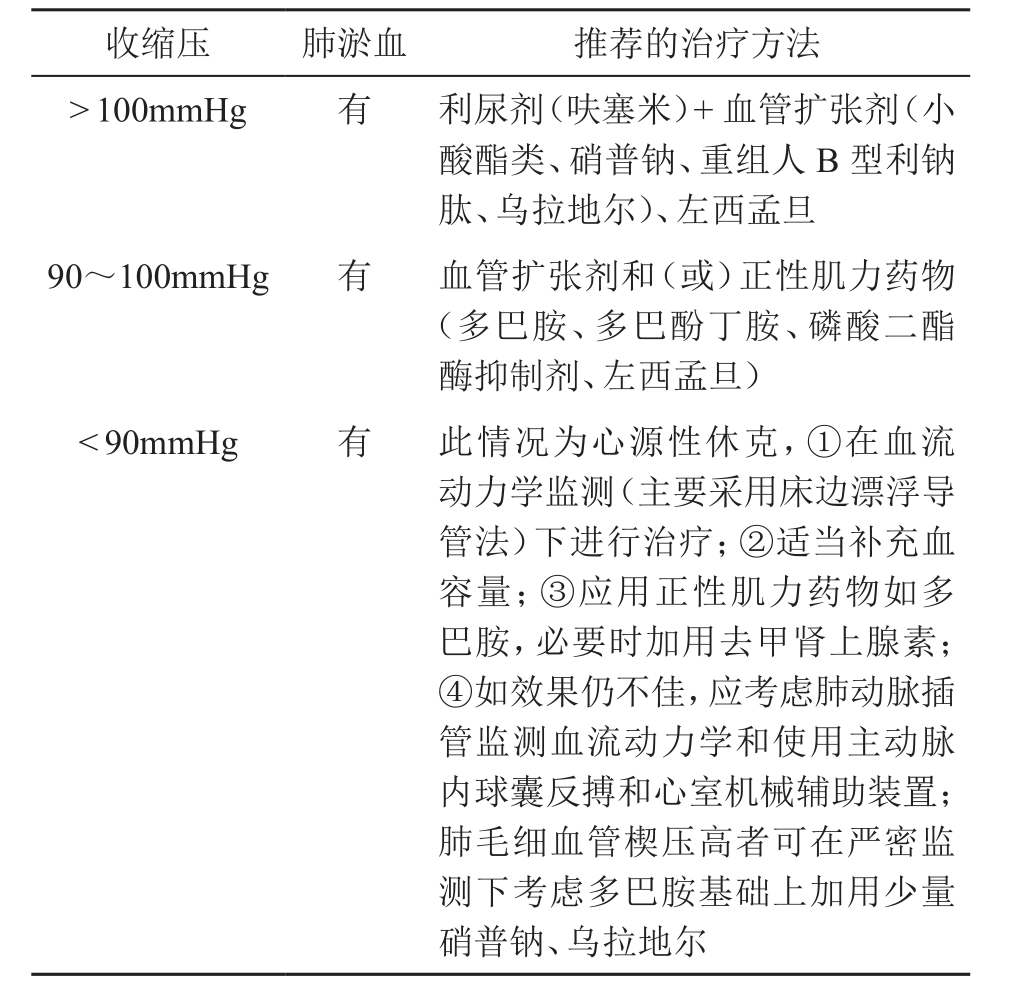 收缩压 肺淤血 推荐的治疗方法
>100mmHg 有 利尿剂(呋塞米)+ 血管扩张剂(小
酸酯类、硝普钠、重组人 B 型利钠
肽、乌拉地尔)、左西孟旦
90～100mmHg 有 血管扩张剂和(或)正性肌力药物
(多巴胺、多巴酚丁胺、磷酸二酯
酶抑制剂、左西孟旦)
<90mmHg 有 此情况为心源性休克,①在血流
动力学监测(主要采用床边漂浮导
管法)下进行治疗;②适当补充血
容量;③应用正性肌力药物如多
巴胺,必要时加用去甲肾上腺素;
④如效果仍不佳,应考虑肺动脉插
管监测血流动力学和使用主动脉
内球囊反搏和心室机械辅助装置;
肺毛细血管楔压高者可在严密监
测下考虑多巴胺基础上加用少量
硝普钠、乌拉地尔